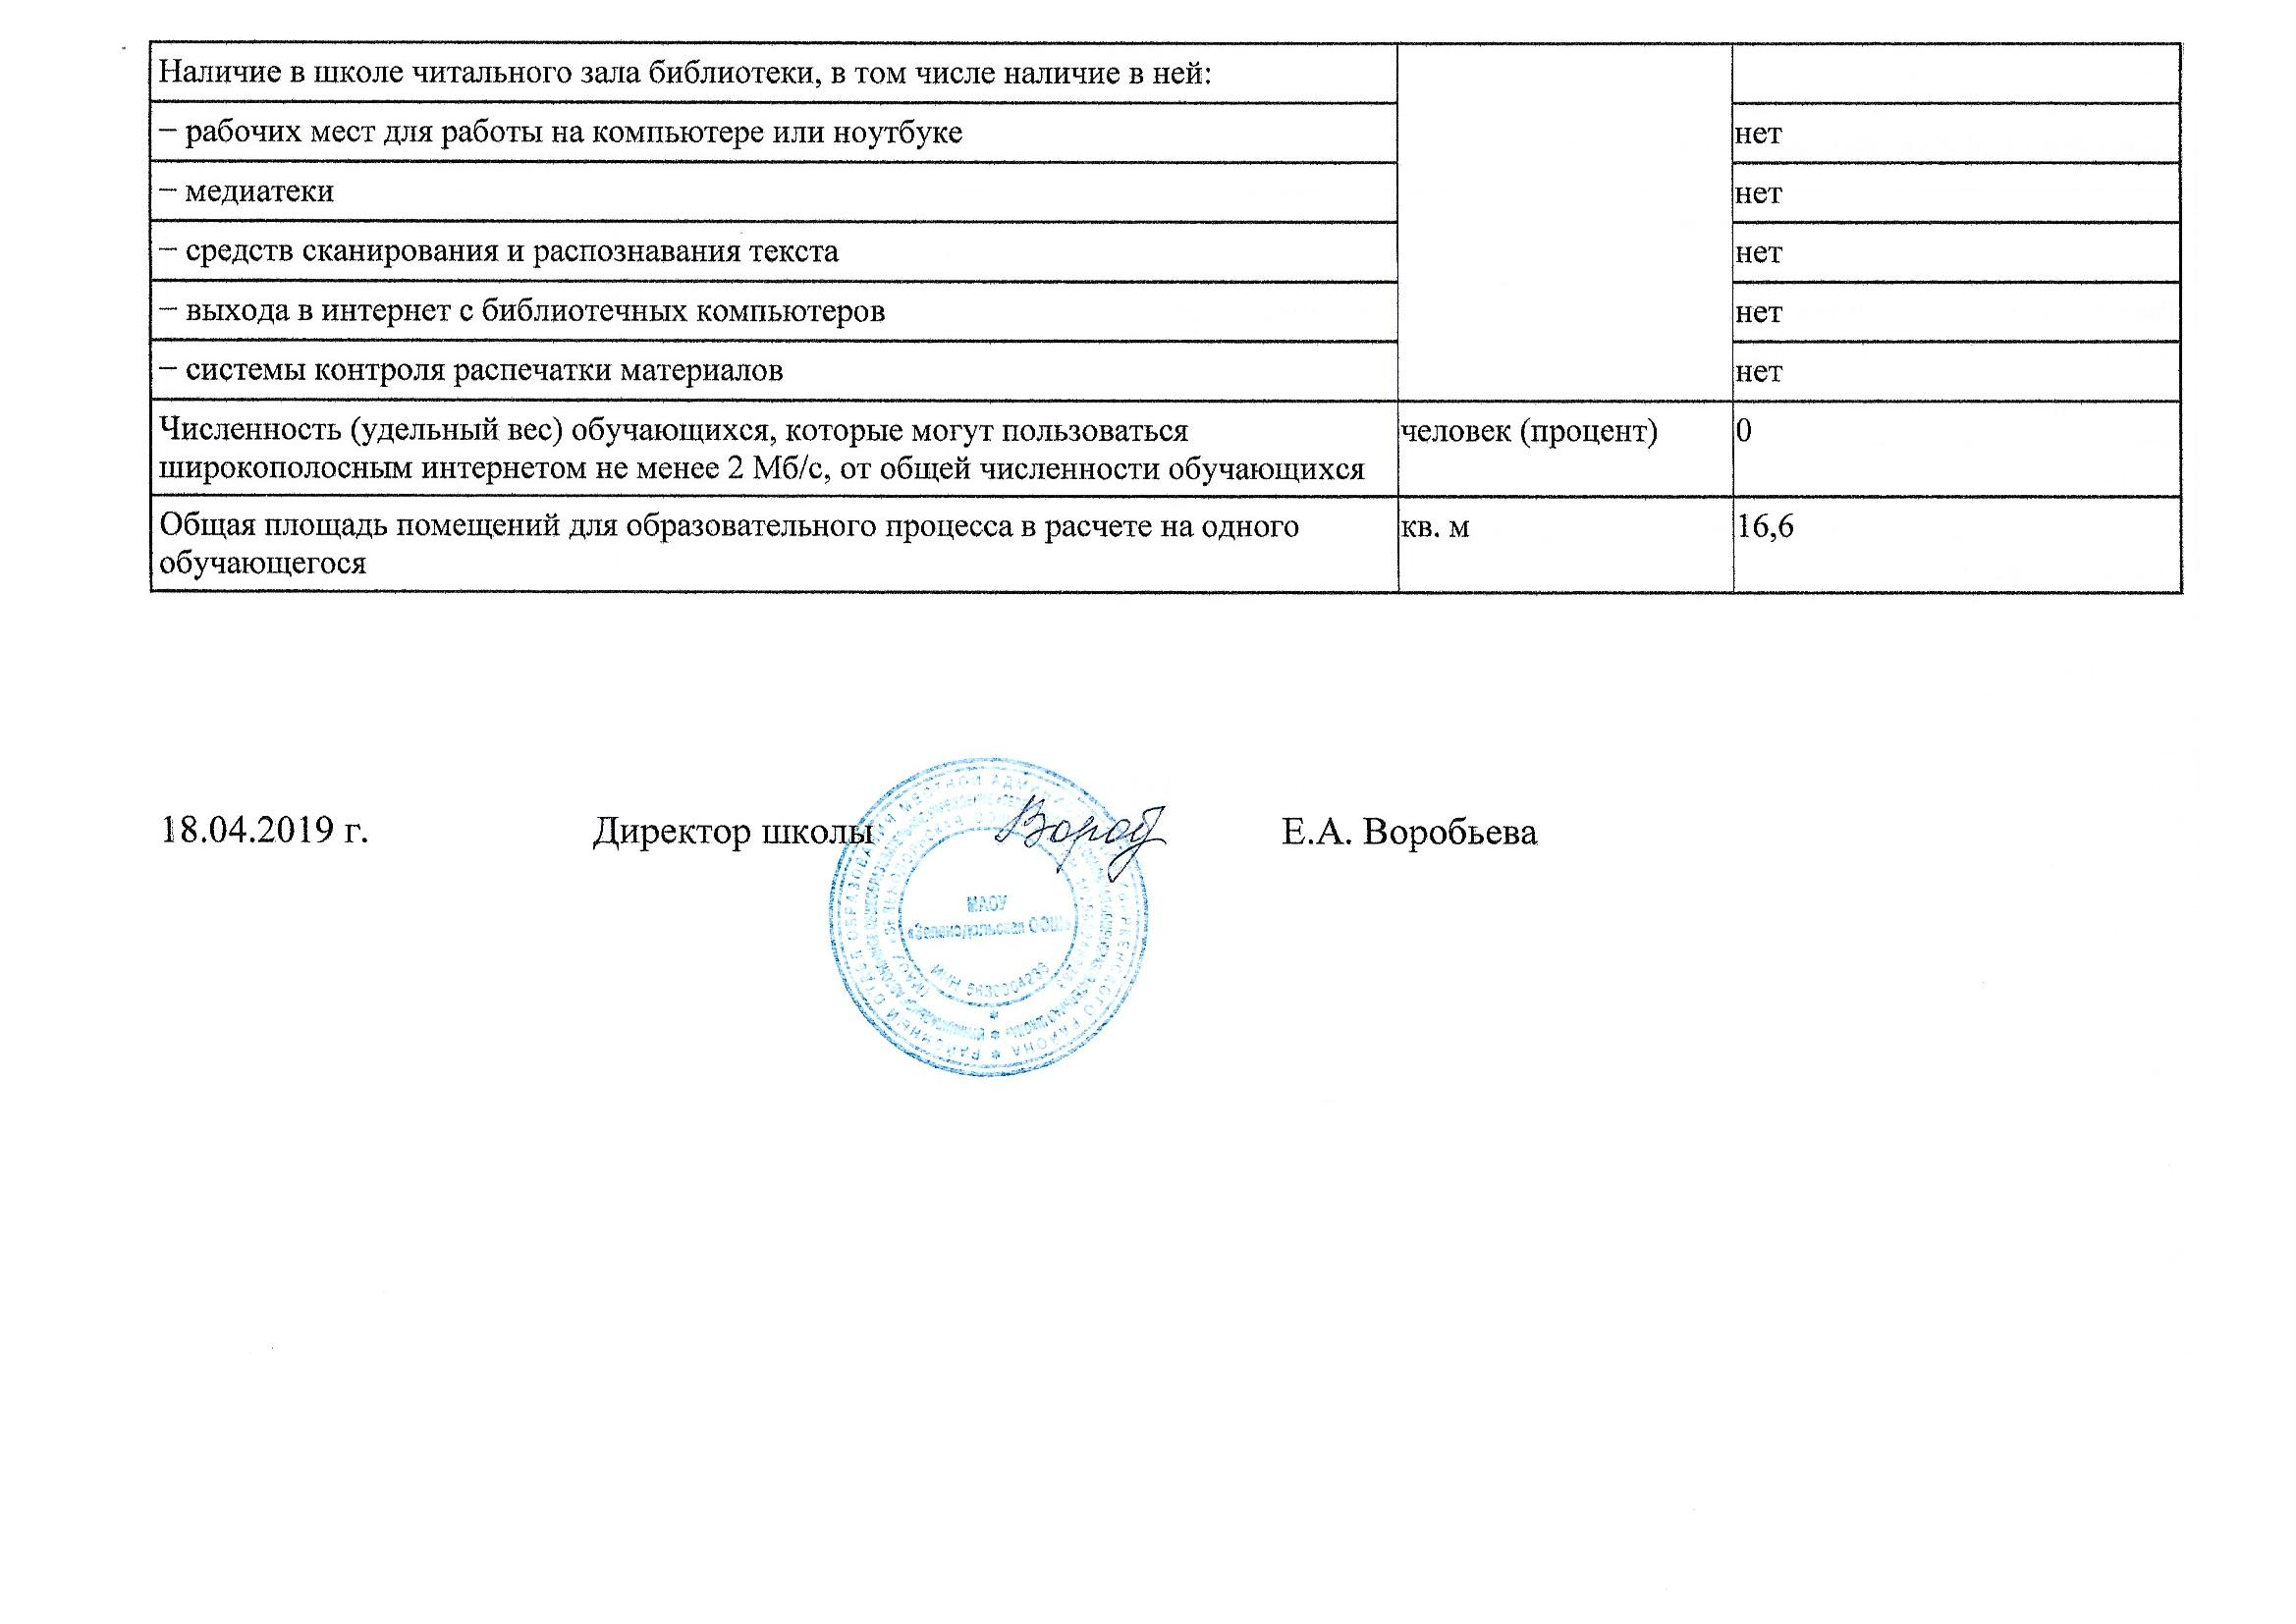 Наличие в школе читального зала библиотеки, в том числе наличие в ней:
− рабочих мест для работы на компьютере или ноутбуке нет
− медиатеки нет
− средств сканирования и распознавания текста нет
− выхода в интернет с библиотечных компьютеров нет
− системы контроля распечатки материалов нет
Численность (удельный вес) обучающихся, которые могут пользоваться человек (процент) 0
широкополосным интернетом не менее 2 Мб/с, от общей численности обучающихся
Общая площадь помещений для образовательного процесса в расчете на одного кв. м 16,6
обучающегося
18.04.2019 г. Директор школы Е.А. Воробьева
МАОУ
«Зеленодольская ООШ»